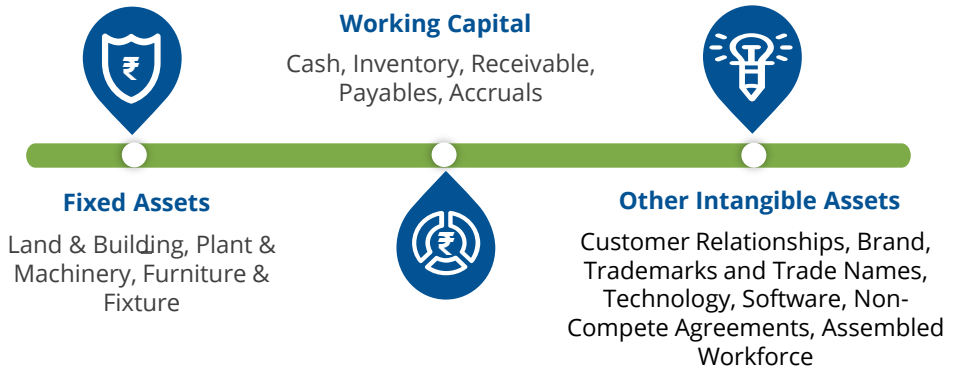 ₹
Working Capital
Cash, Inventory, Receivable,
Payables, Accruals
₹
Fixed Assets
Land & Building, Plant &
Machinery, Furniture &
Fixture
Other Intangible Assets
Customer Relationships, Brand,
Trademarks and Trade Names,
Technology, Software, Non-
Compete Agreements, Assembled
Workforce